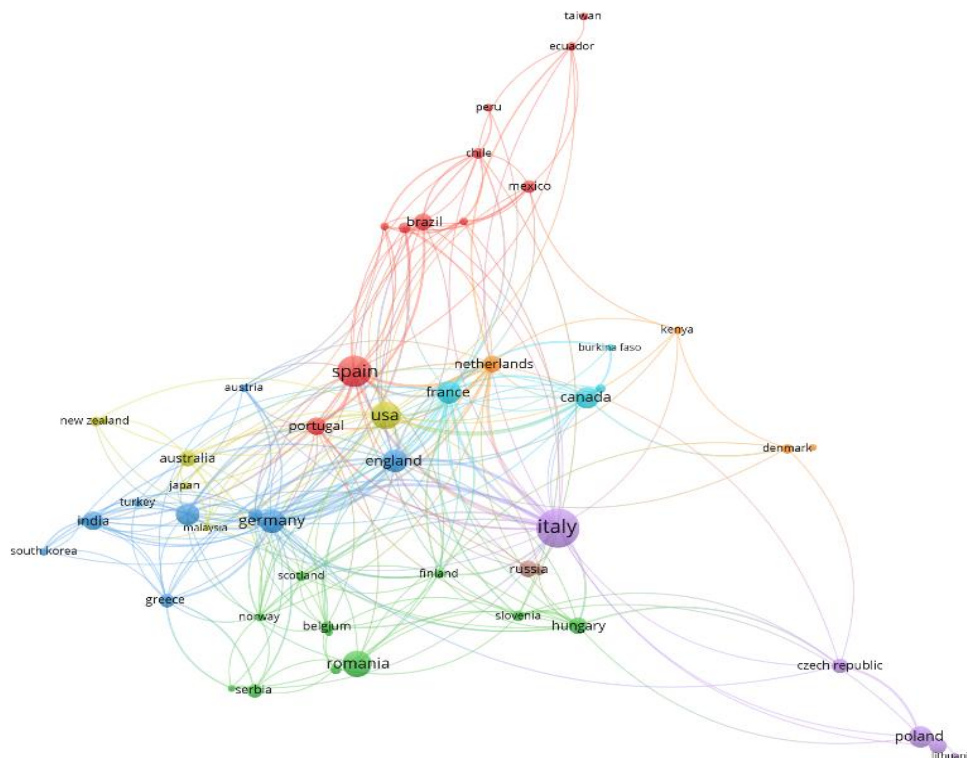 taiwan
ecuador
peru
chile
mexico
brazil
kenya
burkina faso
netherlands
spain
austria
france
canada
usa
new zealand
portugal
denmark
australia
england
japan
turkey
india
germany
malaysia
italy
south korea
scotland
finland
russia
greece
norway
slovenia
belgium
hungary
romania
czech republic
serbia
poland